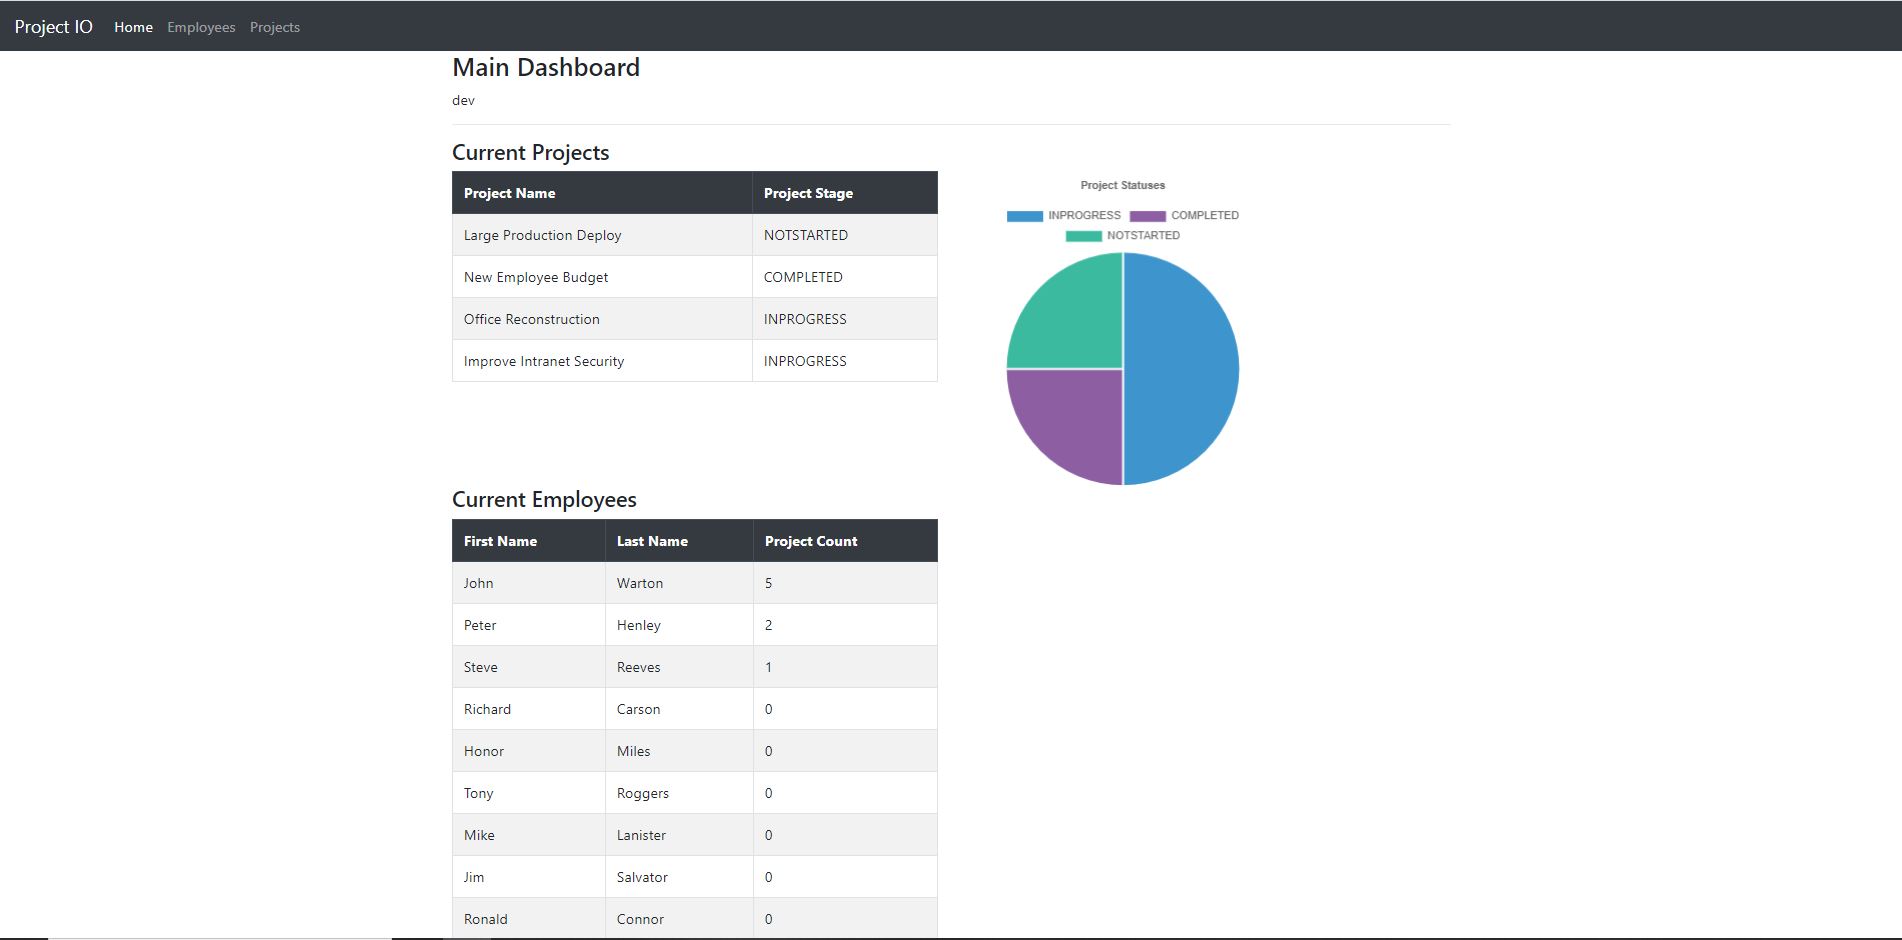 Project IO Home Employees Projects
Main Dashboard
dev
Current Projects
Project Name Project Stage
Large Production Deploy NOTSTARTED
New Employee Budget COMPLETED
Office Reconstruction INPROGRESS
Improve Intranet Security INPROGRESS
Project Statuses
INPROGRESS COMPLETED
NOTSTARTED
Current Employees
First Name Last Name Project Count
John Warton 5
Peter Henley 2
Steve Reeves 1
Richard Carson 0
Honor Miles 0
Tony Roggers 0
Mike Lanister 0
Jim Salvator 0
Ronald Connor 0